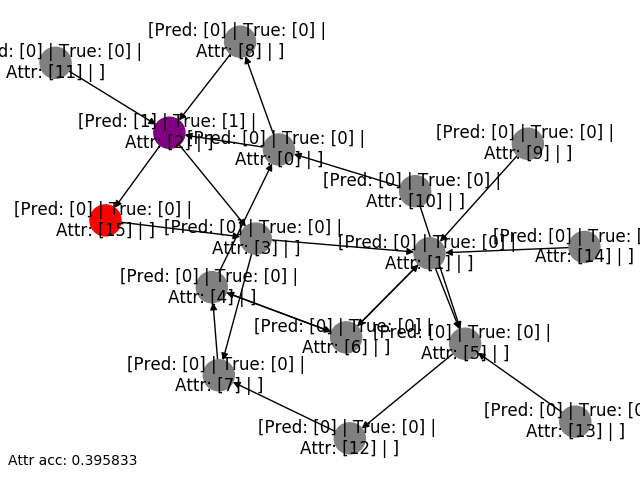 [Pred: [0] | True: [0] |
Attr: [8] | ]
d: [0] | True: [0] |
Attr: [11] | ]
[Pred: [1] | True: [1] |
Attr: [2] | ]
[Pred: [0] | True: [0] |
Attr: [0] | ]
[Pred: [0] | True: [0] |
Attr: [9] | ]
[Pred: [0] | True: [0] |
Attr: [10] | ]
[Pred: [0] | True: [0] |
Attr: [15] | ]
[Pred: [0] | True: [0] |
Attr: [3] | ]
[Pred: [0] | True: [0] |
Attr: [1] | ]
[Pred: [0] | True: [
Attr: [14] | ]
[Pred: [0] | True: [0] |
Attr: [4] | ]
[Pred: [0] | True: [0] |
Attr: [6] | ]
[Pred: [0] | True: [0] |
Attr: [5] | ]
[Pred: [0] | True: [0] |
Attr: [7] | ]
[Pred: [0] | True: [0
Attr: [13] | ]
[Pred: [0] | True: [0] |
Attr: [12] | ]
Attr acc: 0.395833